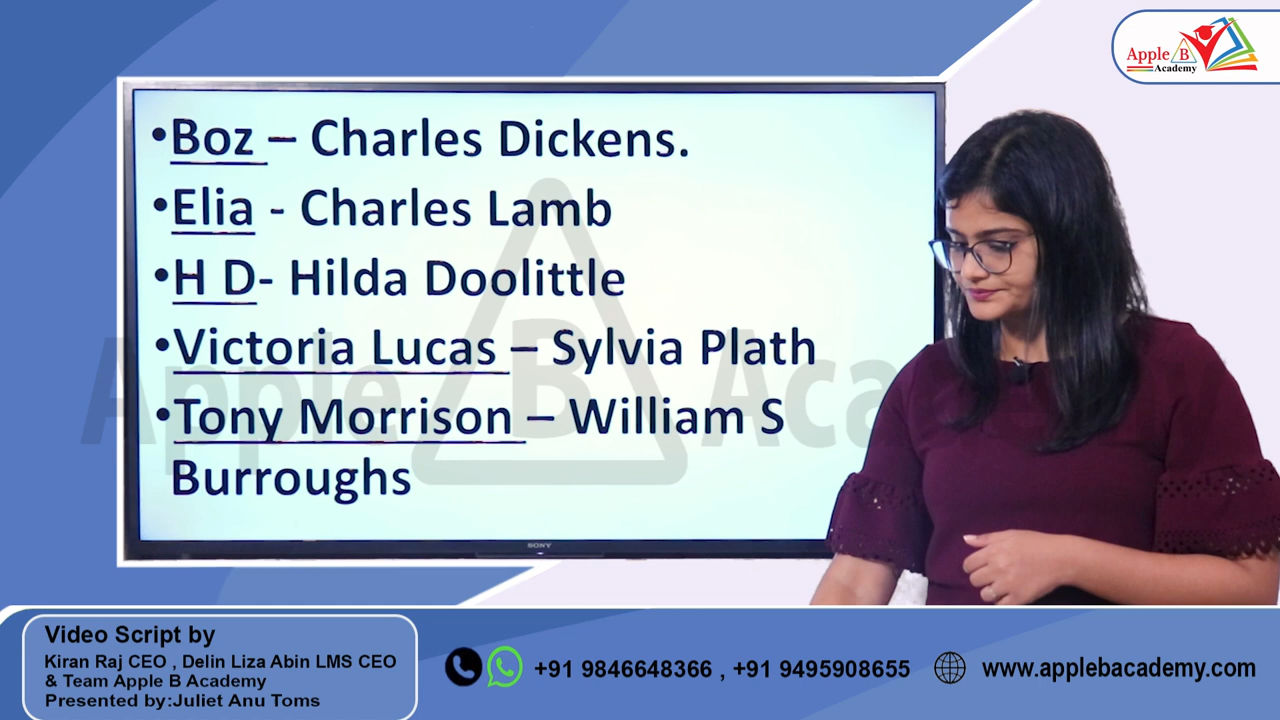 Apple B
Academy
•Boz – Charles Dickens.
•Elia - Charles Lamb
•H D- Hilda Doolittle
•Victoria Lucas – Sylvia Plath
•Tony Morrison – William S
Burroughs
Apple B Academy
SONY
Video Script by
Kiran Raj CEO , Delin Liza Abin LMS CEO
& Team Apple B Academy
Presented by:Juliet Anu Toms
+91 9846648366 , +91 9495908655
www.applebacademy.com